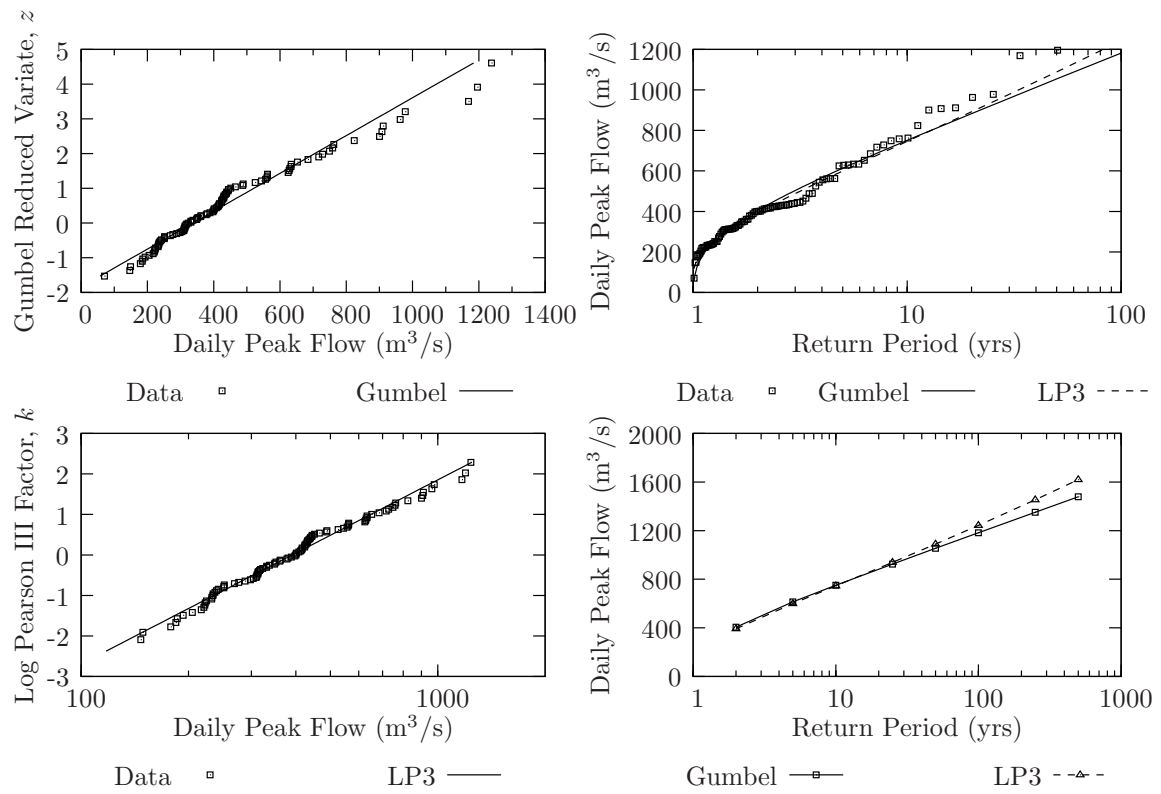 Gumbel Reduced Variate, z
5
4
3
2
1
0
-1
-2
0 200 400 600 800 1000 1200 1400
Daily Peak Flow (m³/s)
Data Gumbel
Daily Peak Flow (m³/s)
1200
1000
800
600
400
200
0
1 10 100
Return Period (yrs)
Data Gumbel LP3
Log Pearson III Factor, k
3
2
1
0
-1
-2
-3
100 1000
Daily Peak Flow (m³/s)
Data LP3
Daily Peak Flow (m³/s)
2000
1600
1200
800
400
0
1 10 100 1000
Return Period (yrs)
Gumbel LP3